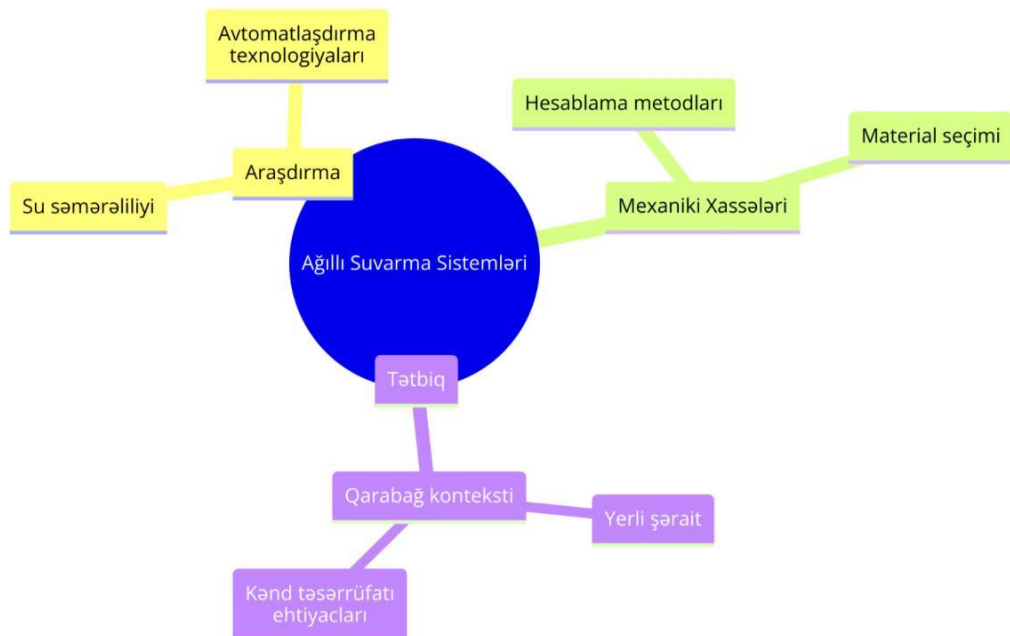 Avtomatlaşdırma
texnologiyaları
Araşdırma
Su səmərəliliyi
Hesablama metodları
Material seçimi
Mexaniki Xassələri
Ağıllı Suvarma Sistemləri
Tətbiq
Qarabağ konteksti
Yerli şərait
Kənd təsərrüfatı
ehtiyacları